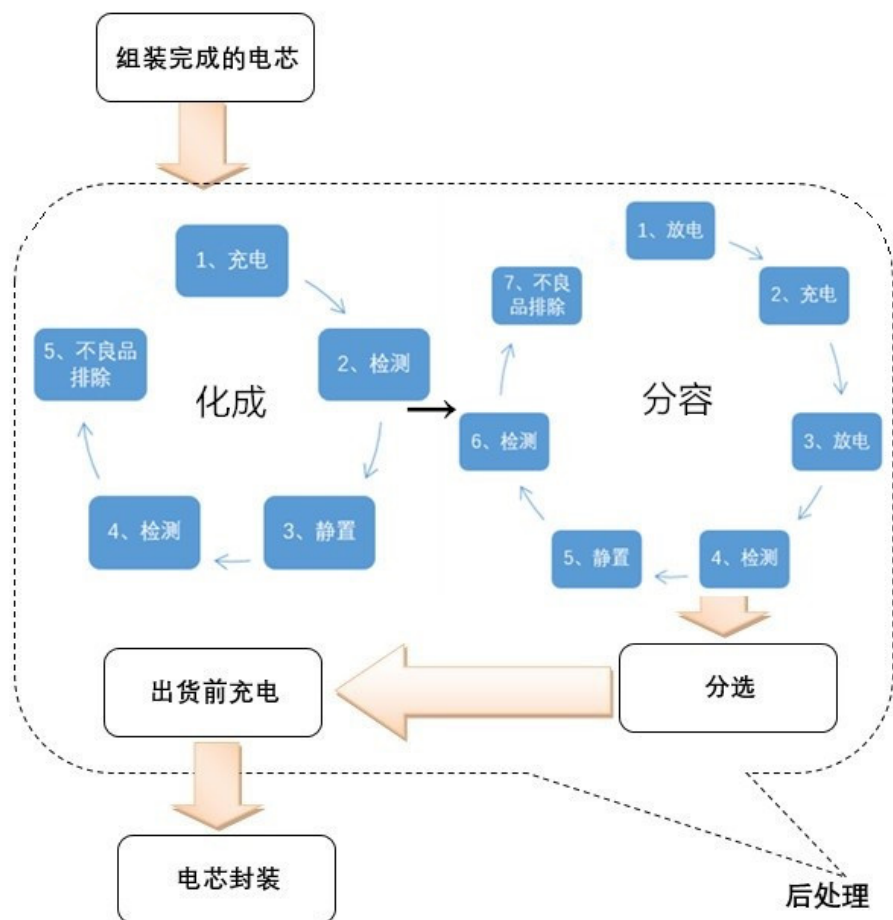 组装完成的电芯
1、充电
2、检测
3、静置
4、检测
5、不良品
排除
化成
1、放电
2、充电
3、放电
4、检测
5、静置
6、检测
7、不良
品排除
分容
分选
出货前充电
电芯封装
后处理